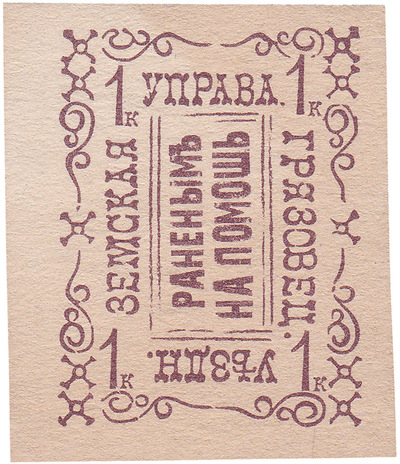 1к
УПРАВА.
1к
ГРЯЗОВЕЦ.
1к
УѢЗДН.
1к
ЗЕМСКАЯ
РАНЕНЫМЪ
НА ПОМОЩЬ